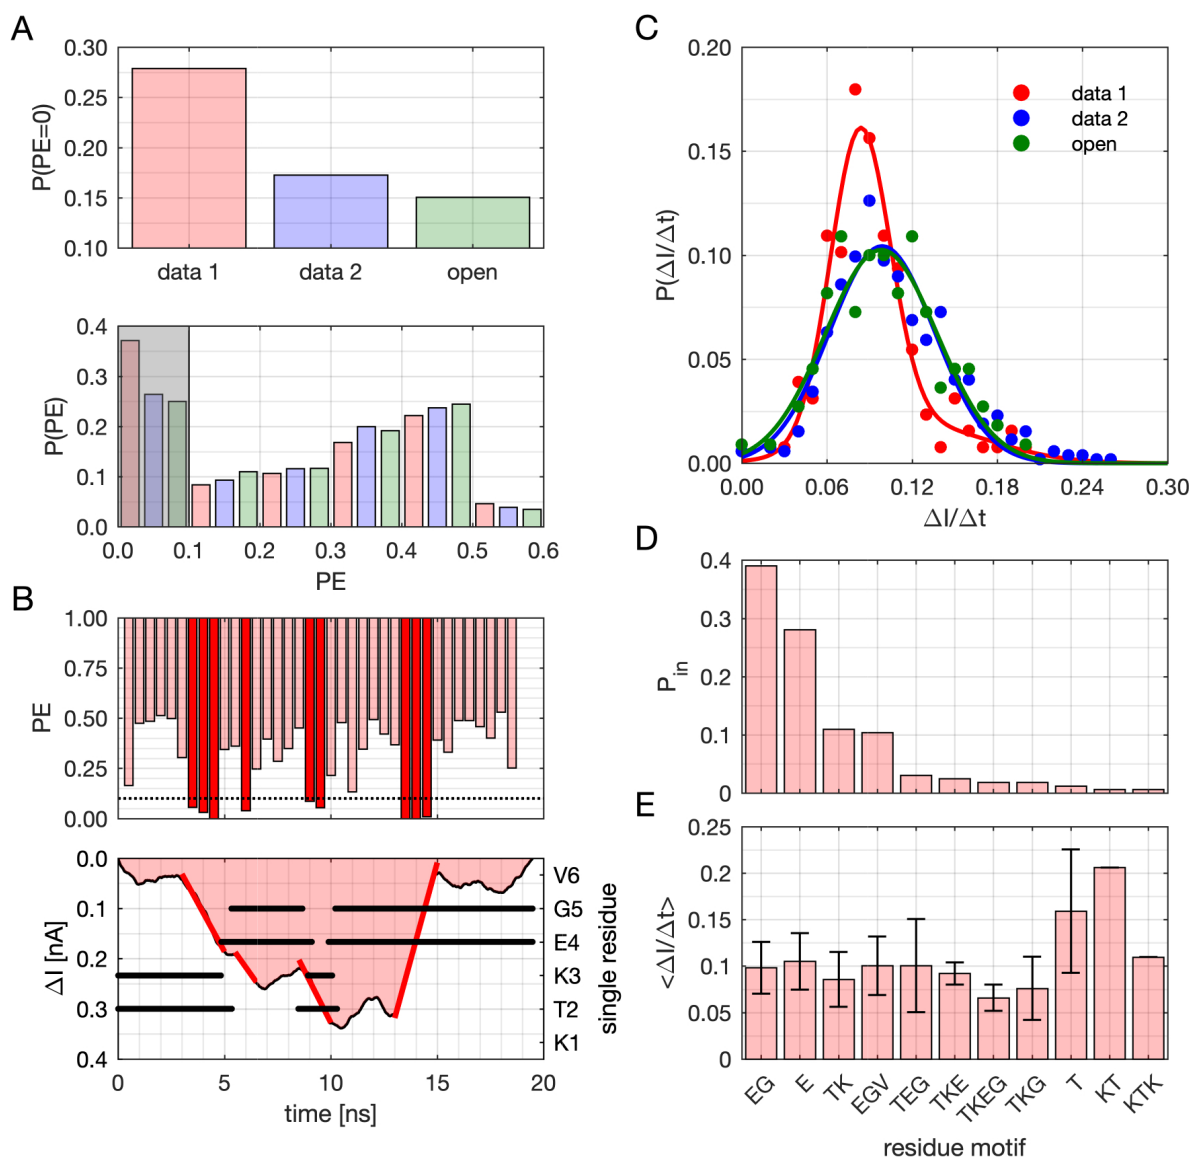 A
0.30
0.25
0.20
0.15
0.10
P(PE=0)
data 1
data 2
open
0.4
0.3
0.2
0.1
0.0
P(PE)
0.0
0.1
0.2
0.3
0.4
0.5
0.6
PE
B
1.00
0.75
0.50
0.25
0.00
PE
0.0
0.1
0.2
0.3
0.4
ΔI [nA]
V6
G5
E4
K3
T2
K1
single residue
0
5
10
15
20
time [ns]
C
0.20
0.15
0.10
0.05
0.00
P(ΔI/Δt)
data 1
data 2
open
0.00
0.06
0.12
0.18
0.24
0.30
ΔI/Δt
D
0.4
0.3
0.2
0.1
0
Pin
E
0.25
0.2
0.15
0.1
0.05
0
<ΔI/Δt>
EG
E
TK
EGV
TEG
TKE
TKEG
TKG
T
KT
KTK
residue motif